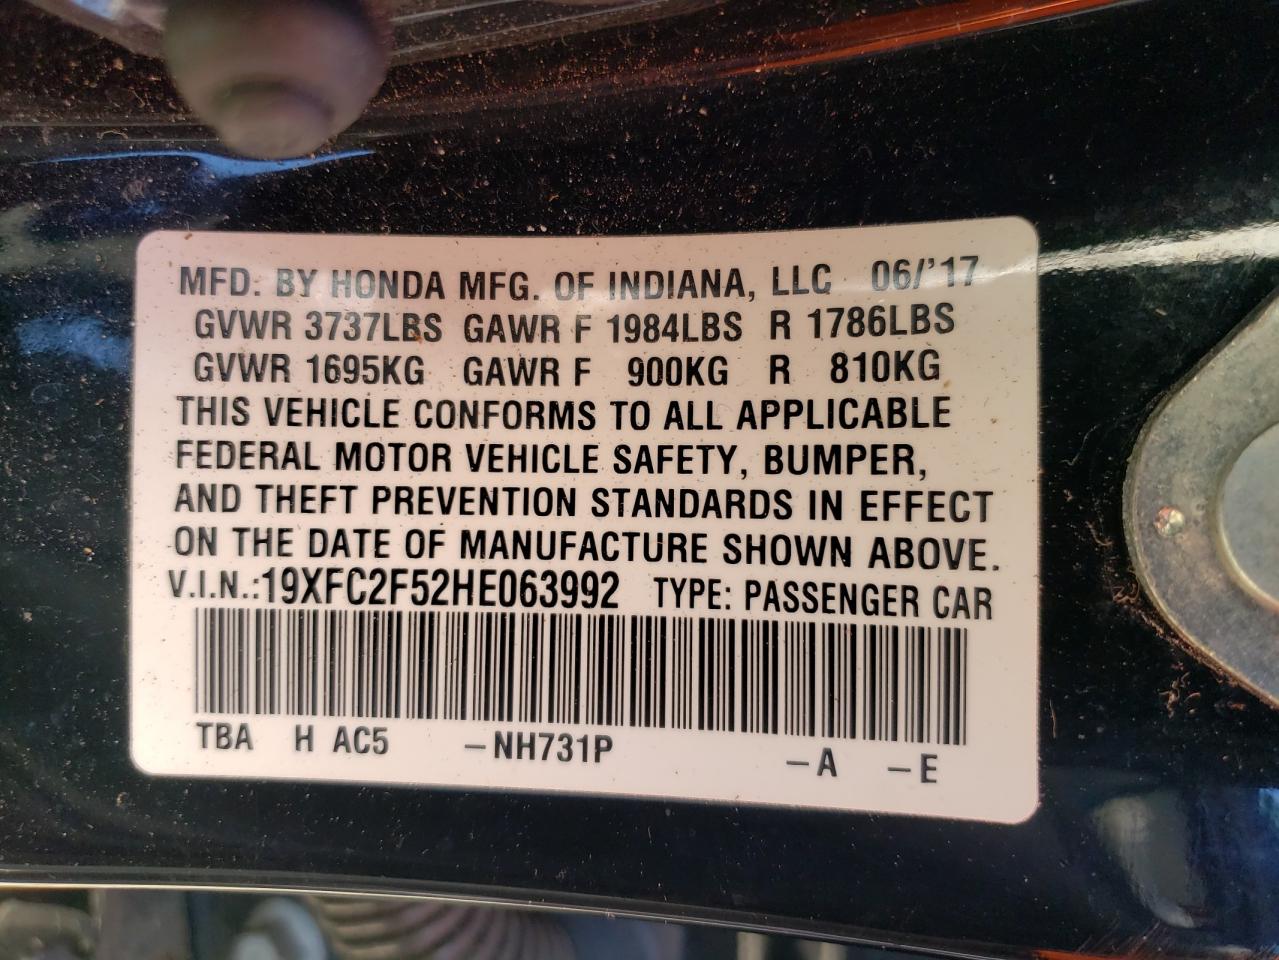 MFD. BY HONDA MFG. OF INDIANA, LLC 06/'17
GVWR 3737LBS GAWR F 1984LBS R 1786LBS
GVWR 1695KG GAWR F 900KG R 810KG
THIS VEHICLE CONFORMS TO ALL APPLICABLE
FEDERAL MOTOR VEHICLE SAFETY, BUMPER,
AND THEFT PREVENTION STANDARDS IN EFFECT
ON THE DATE OF MANUFACTURE SHOWN ABOVE.
V.I.N.:19XFC2F52HE063992 TYPE: PASSENGER CAR
TBA H AC5 –NH731P –A –E